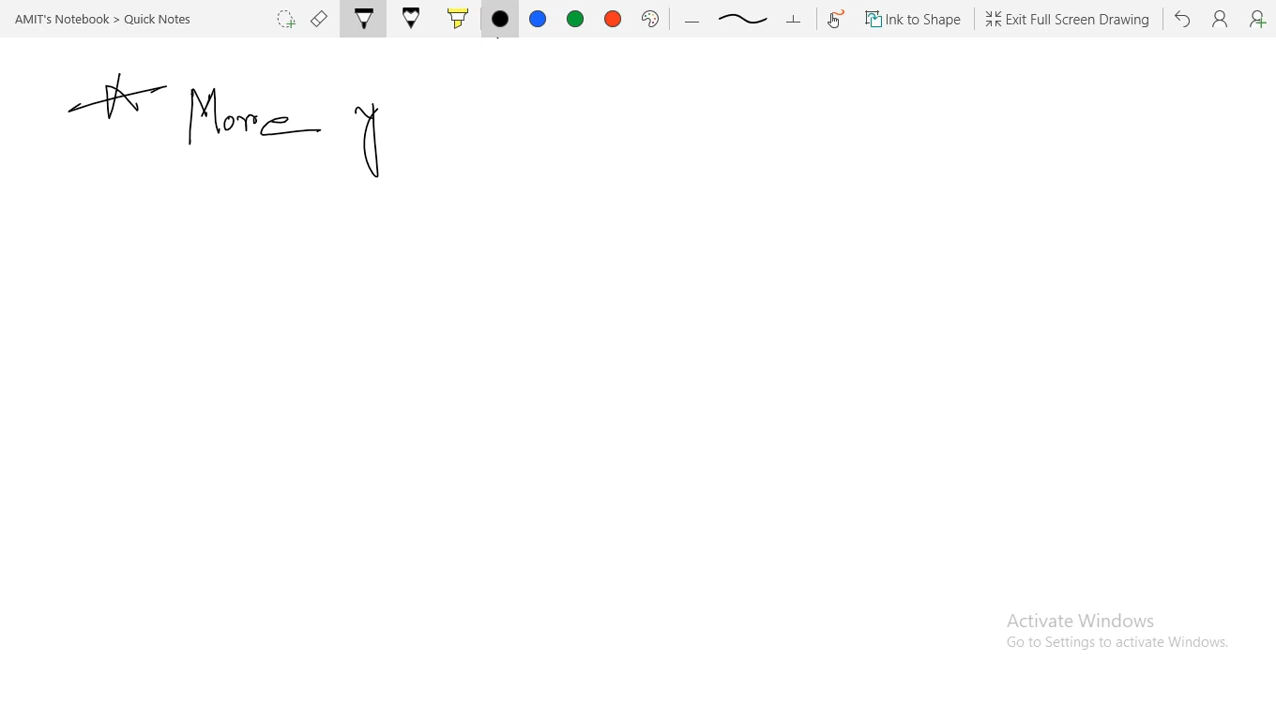 AMIT's Notebook > Quick Notes
Ink to Shape
Exit Full Screen Drawing
More y
Activate Windows
Go to Settings to activate Windows.